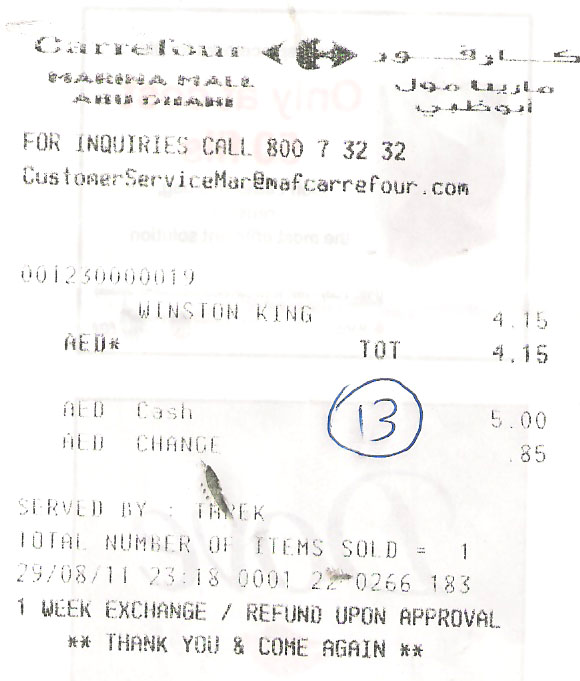 Carrefour كارفور
MARINA MALL مارينا مول
ABU DHABI أبوظبي
FOR INQUIRIES CALL 800 7 32 32
CustomerServiceMar@mafcarrefour.com
001230000019
WINSTON KING 4.15
AED* TOT 4.15
AED Cash 5.00
13
AED CHANGE .85
SERVED BY : TAREK
TOTAL NUMBER OF ITEMS SOLD = 1
29/08/11 23:18 0001 22 0266 183
1 WEEK EXCHANGE / REFUND UPON APPROVAL
** THANK YOU & COME AGAIN **